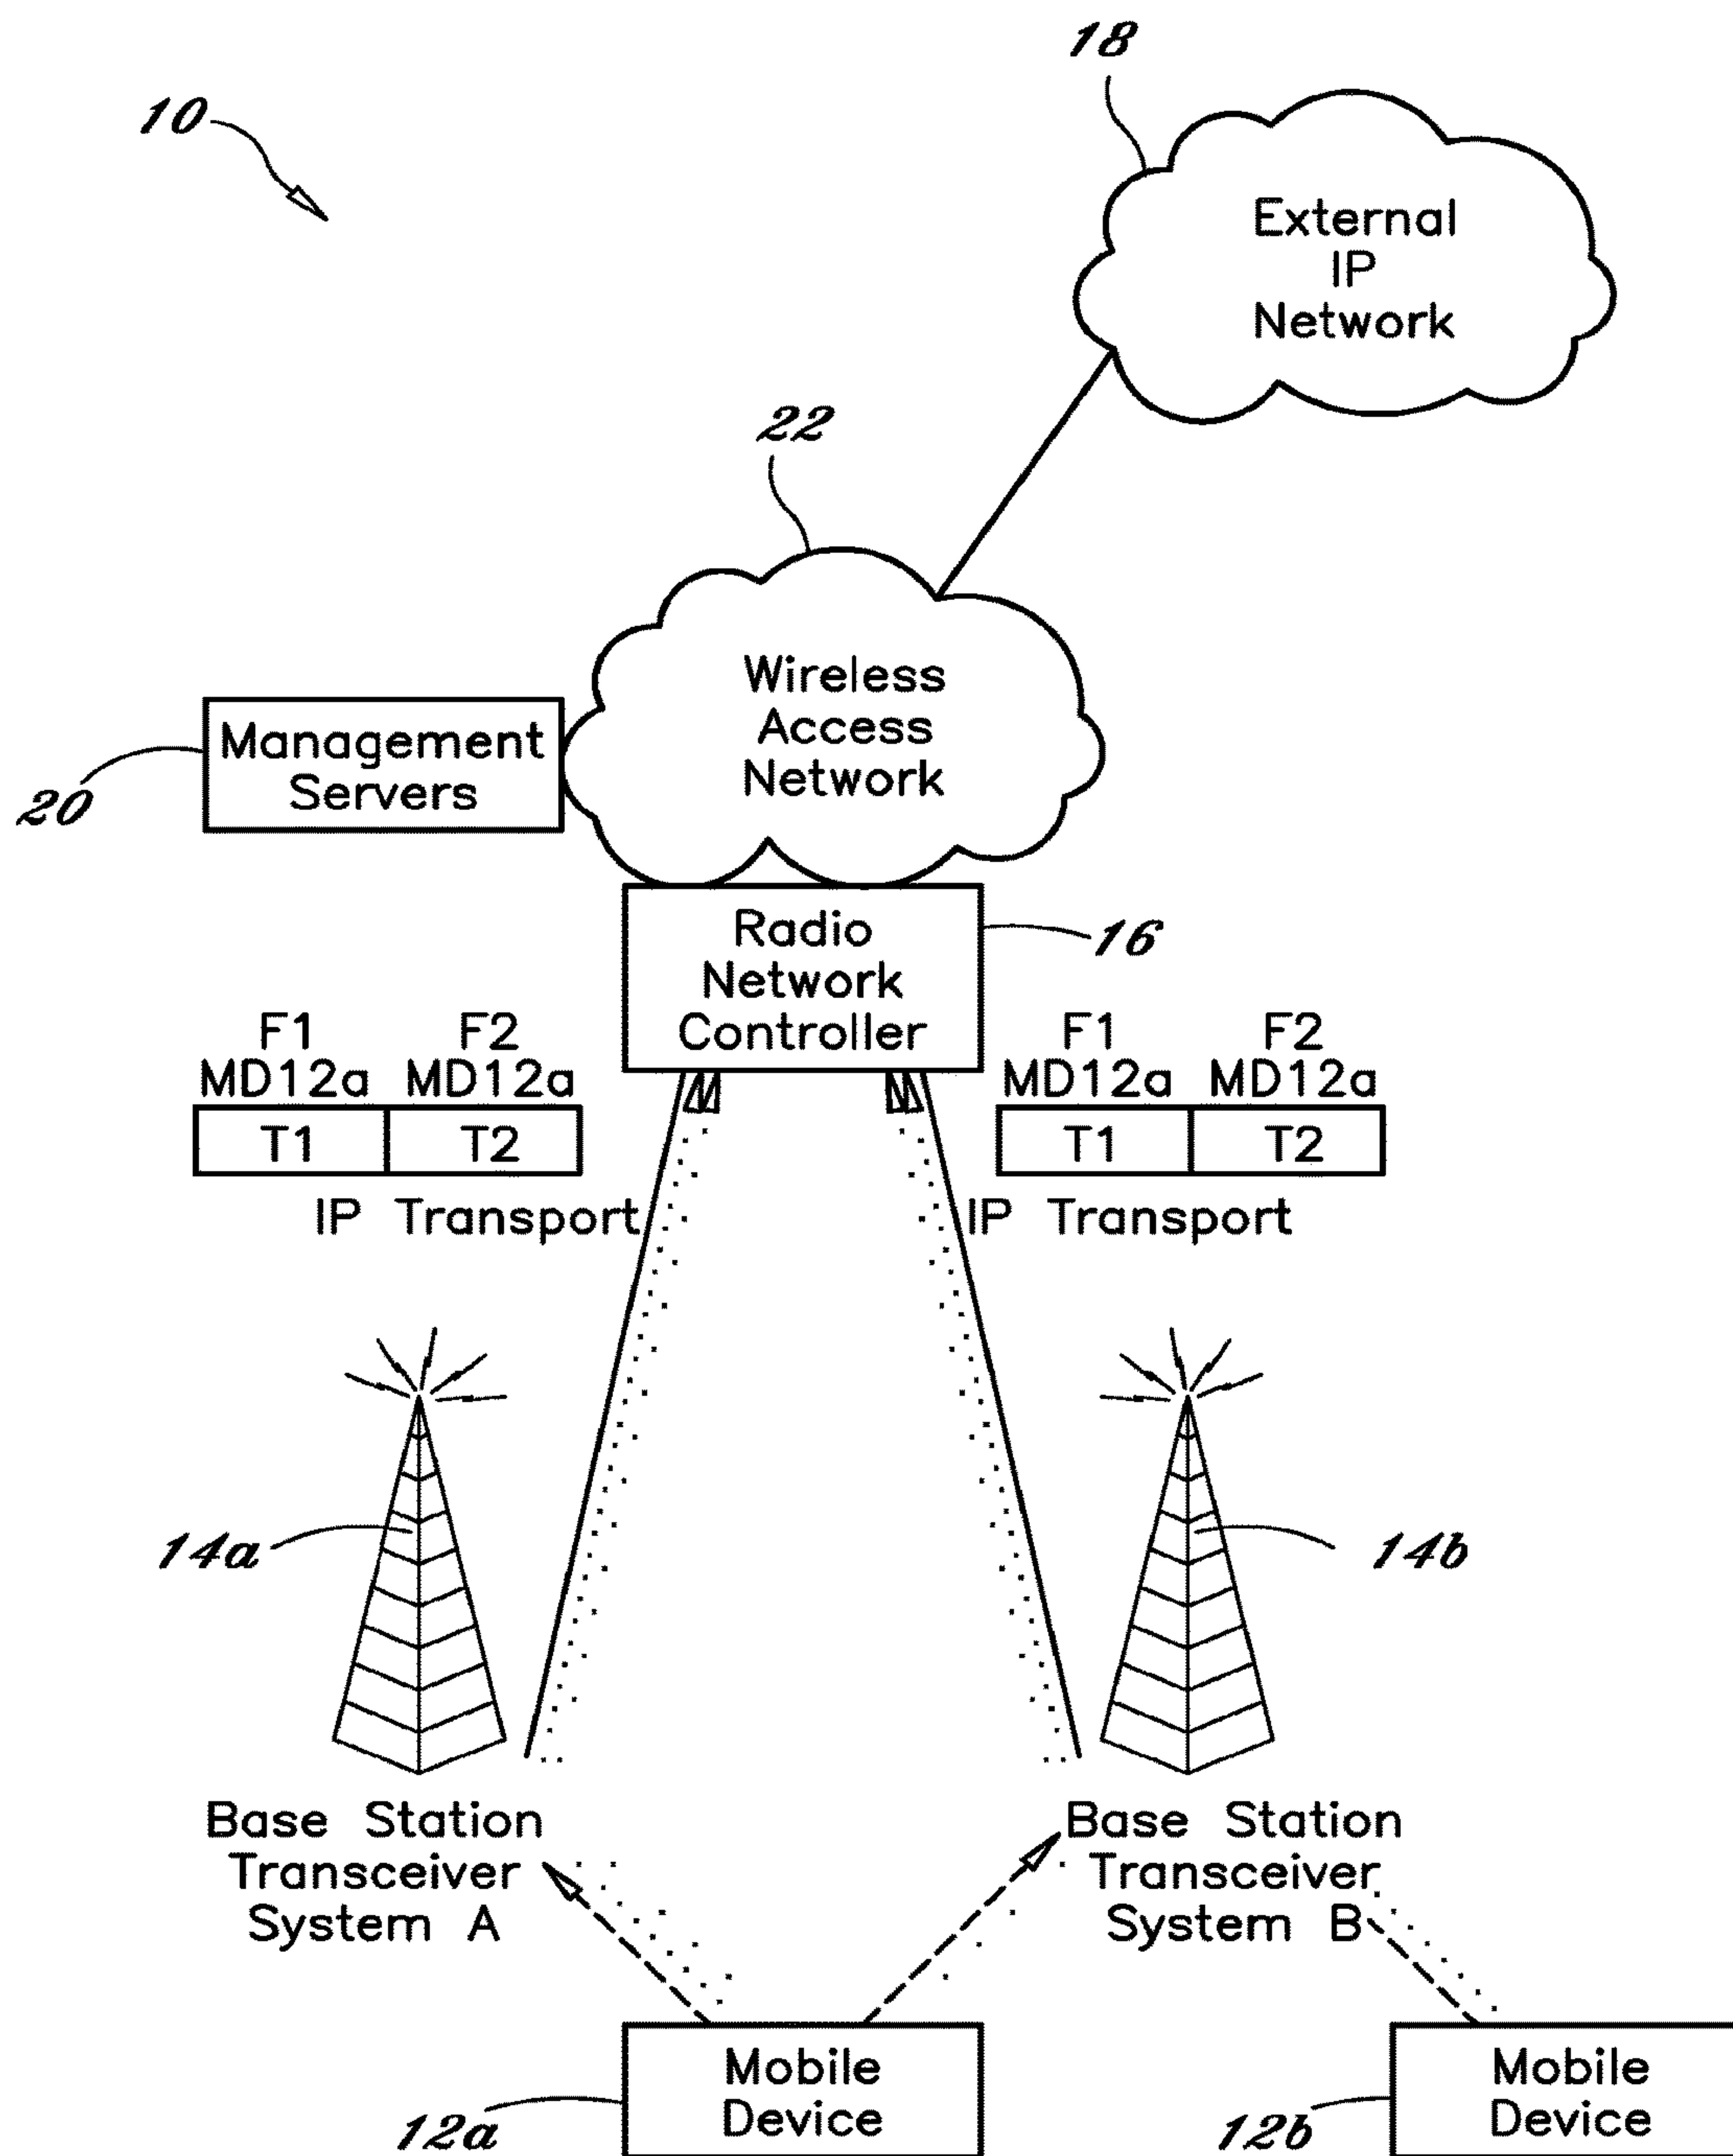 18
10
External
IP
Network
22
Wireless
Access
Network
Management
Servers
20
Radio
Network
Controller
16
F1 F2
MD12a MD12a
T1 T2
IP Transport
F1 F2
MD12a MD12a
T1 T2
IP Transport
14a
14b
Base Station
Transceiver
System A
Base Station
Transceiver
System B
Mobile
Device
12a
Mobile
Device
12b